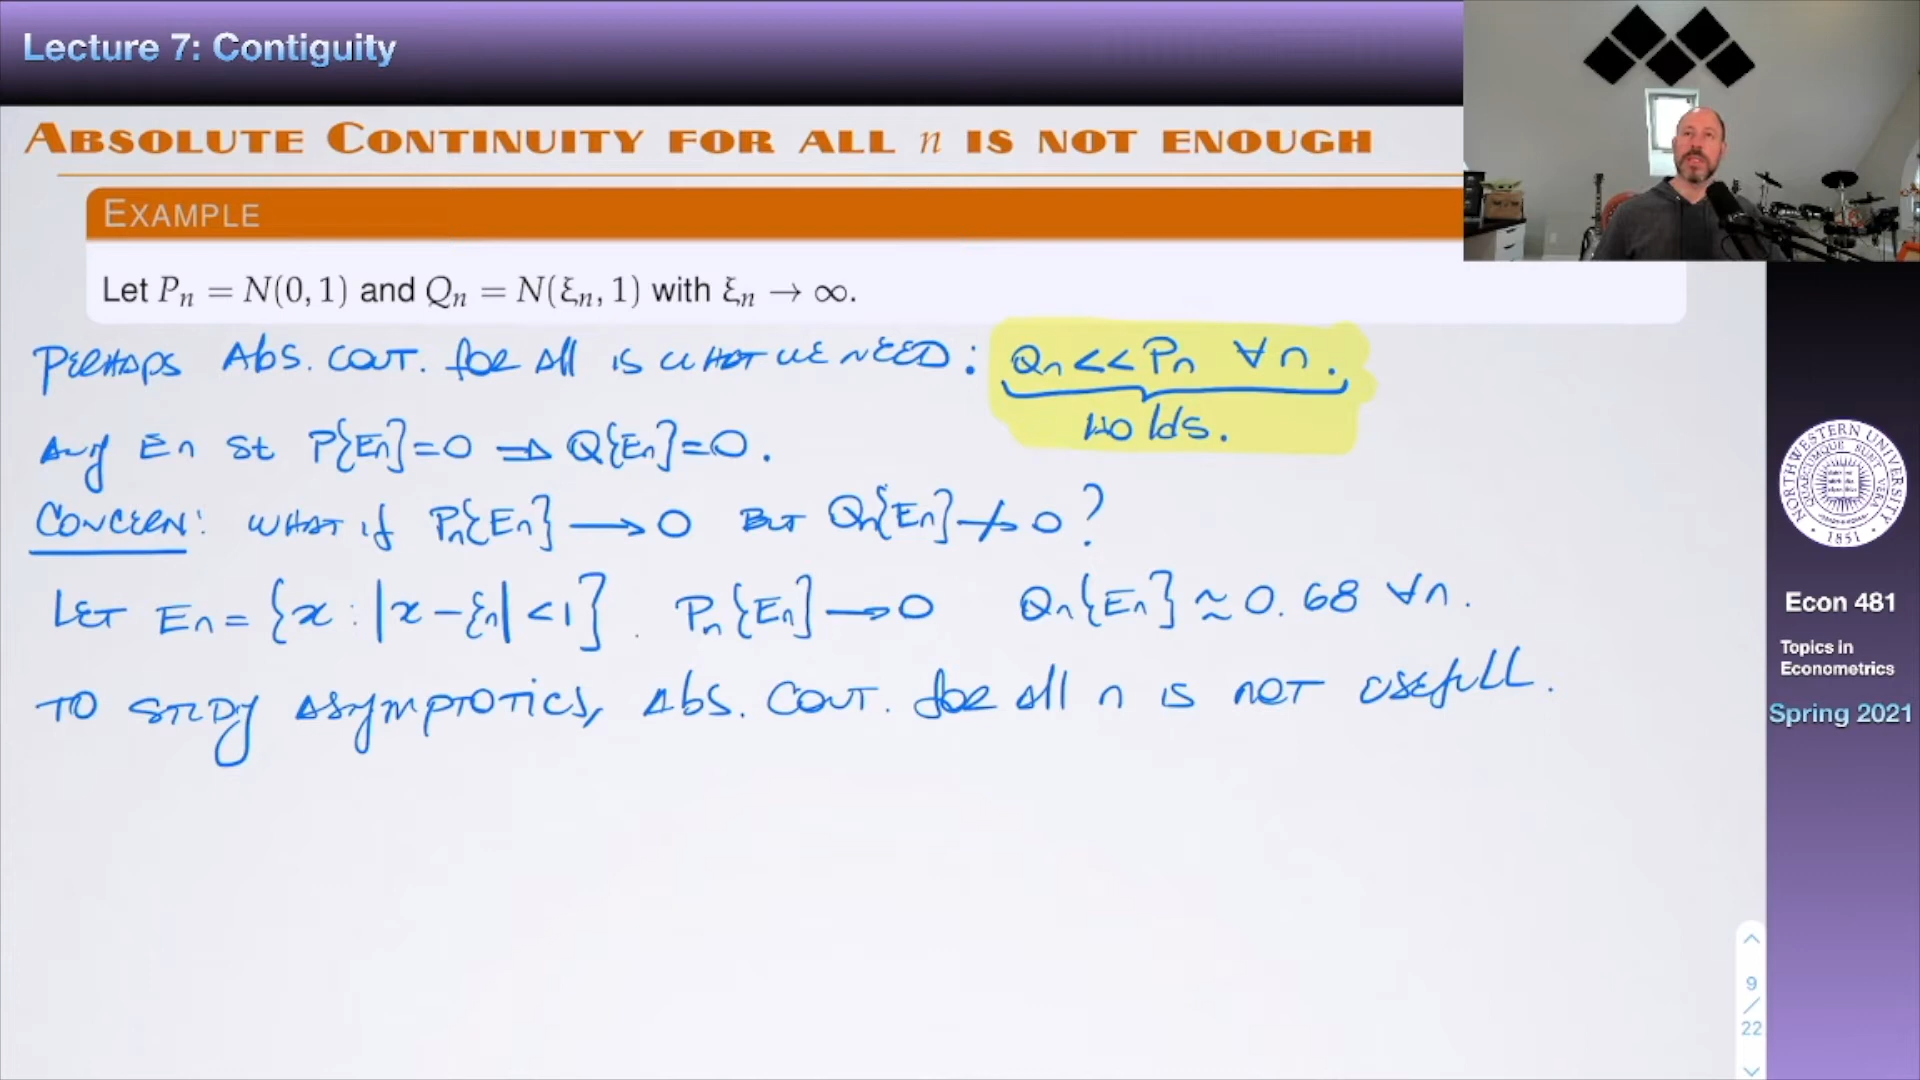 Lecture 7: Contiguity
ABSOLUTE CONTINUITY FOR ALL n IS NOT ENOUGH
EXAMPLE
Let Pₙ = N(0, 1) and Qₙ = N(ξₙ, 1) with ξₙ → ∞.
PERHAPS Abs. CONT. for All is WHAT WE NEED: Qₙ << Pₙ ∀n.
Holds.
Any Eₙ st P{Eₙ}=0 ⇒ Q{Eₙ}=0.
CONCERN: WHAT if Pₙ{Eₙ} → 0 BUT Qₙ{Eₙ} ↛ 0?
LET Eₙ = {x : |x − ξₙ| < 1}. Pₙ{Eₙ} → 0 Qₙ{Eₙ} ≈ 0.68 ∀n.
TO STUDY ASYMPTOTICS, Abs. CONT. for All n is NOT USEFULL.
NORTHWESTERN UNIVERSITY
1851
Econ 481
Topics in
Econometrics
Spring 2021
9
/
22